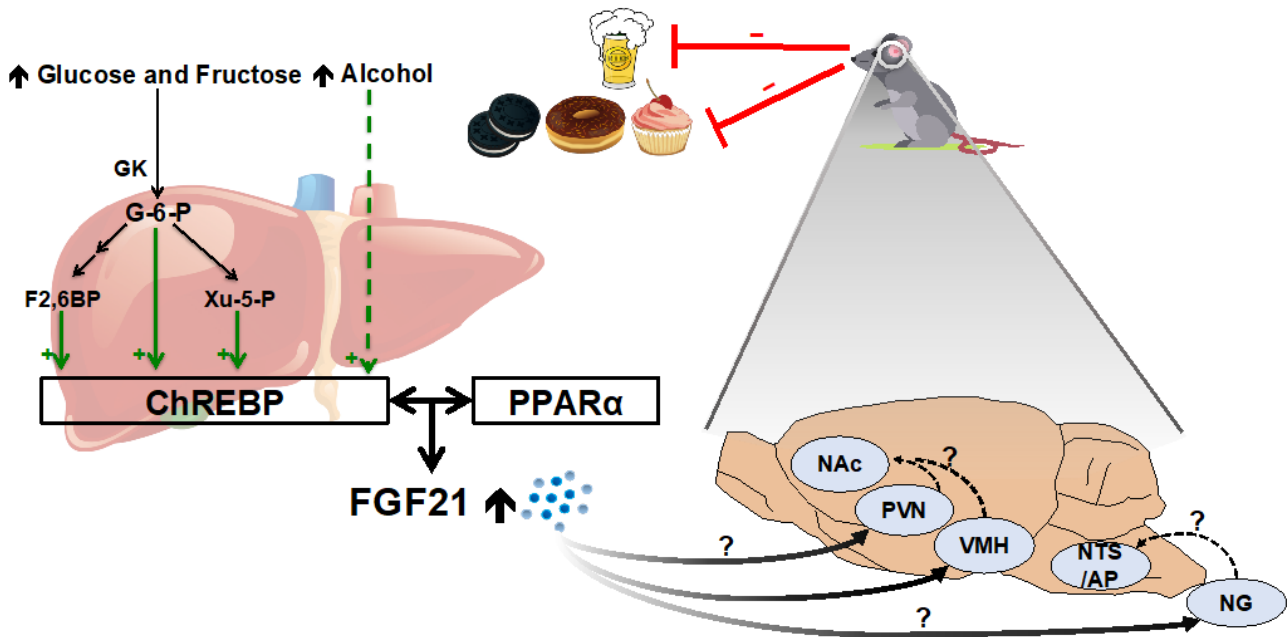 ↑ Glucose and Fructose ↑ Alcohol
GK
G-6-P
F2,6BP
Xu-5-P
+
+
+
+
ChREBP
PPARα
FGF21 ↑
-
-
NAc
PVN
VMH
NTS
/AP
NG
?
?
?
?